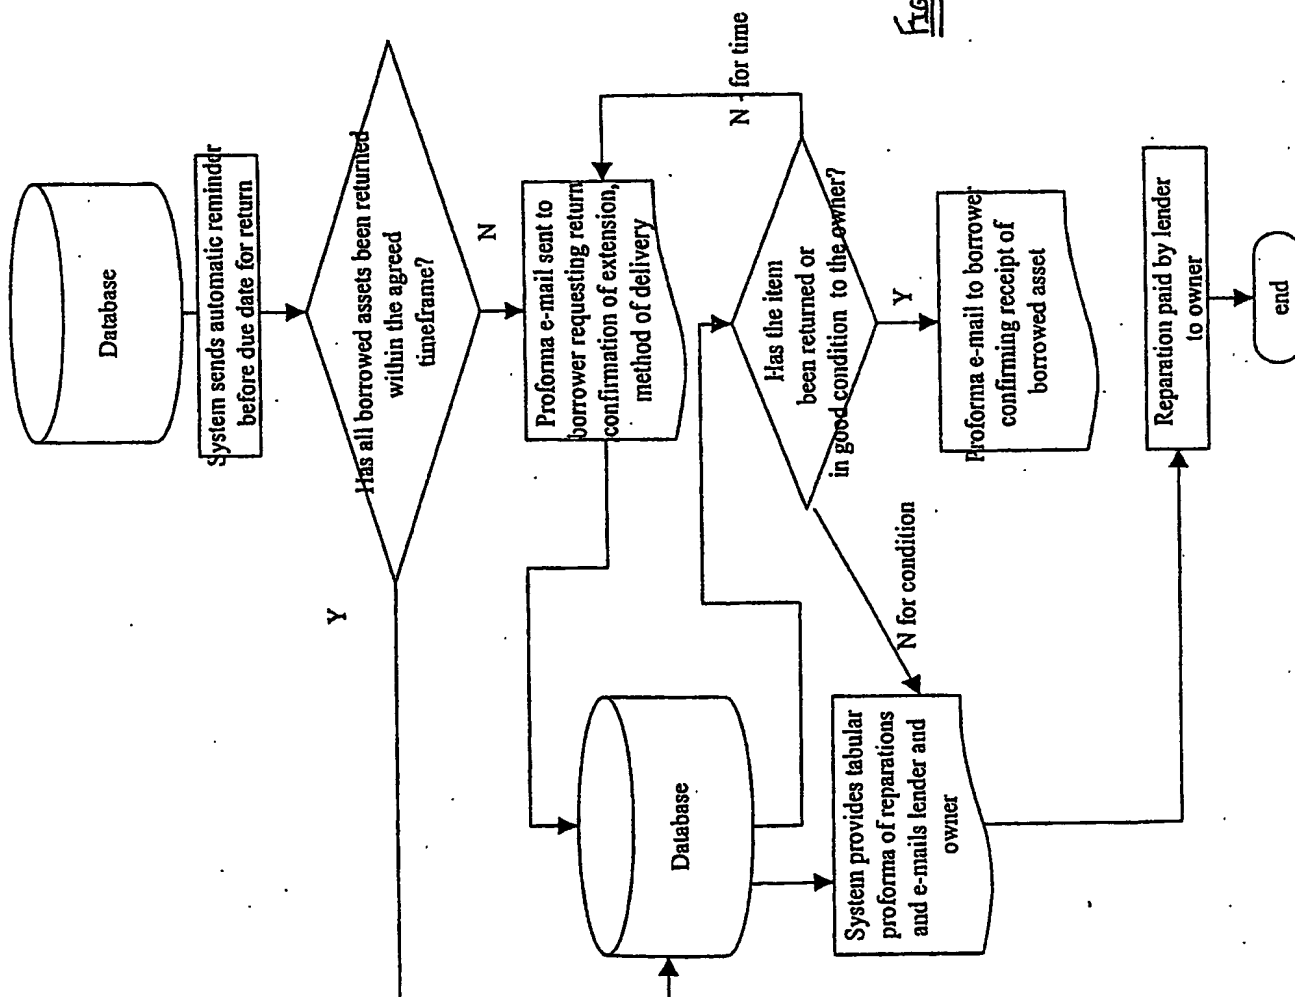 Database
System sends automatic reminder
before due date for return
Has all borrowed assets been returned
within the agreed
timeframe?
Y
N
Proforma e-mail sent to
borrower requesting return,
confirmation of extension,
method of delivery
N - for time
Database
Has the item
been returned or
in good condition to the owner?
N for condition
Y
System provides tabular
proforma of reparations
and e-mails lender and
owner
Proforma e-mail to borrower
confirming receipt of
borrowed asset
Reparation paid by lender
to owner
end